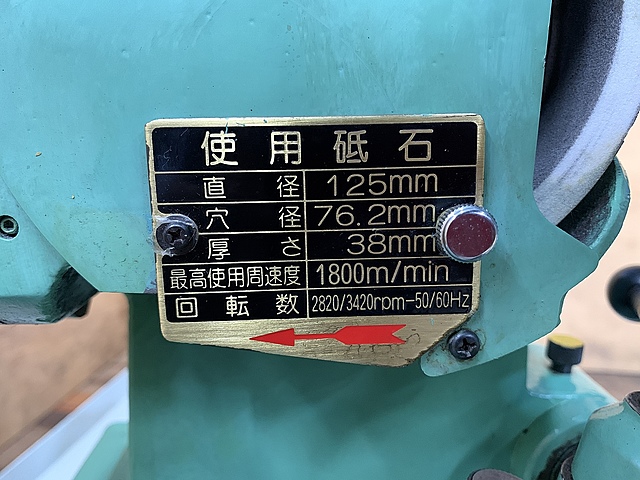 使用砥石
直径 125mm
穴径 76.2mm
厚さ 38mm
最高使用周速度 1800m/min
回転数 2820/3420rpm-50/60Hz